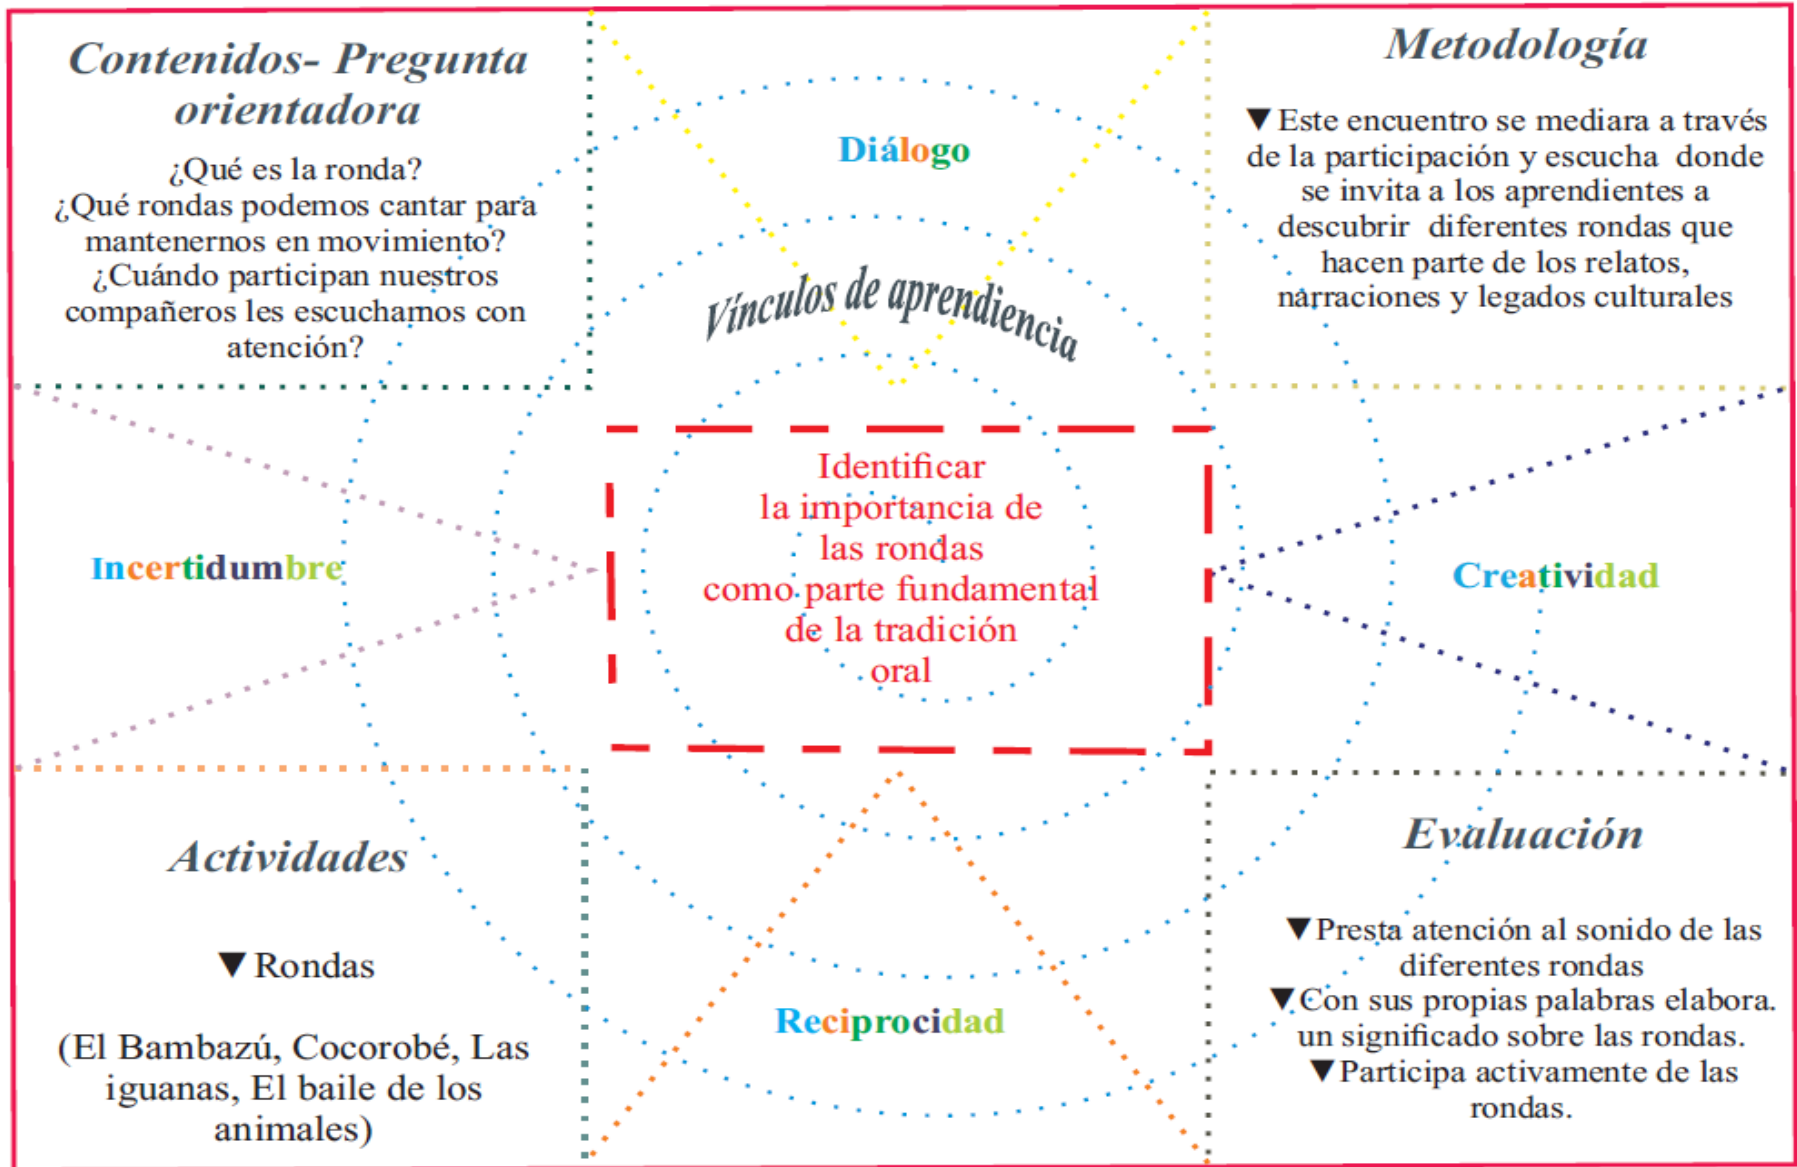 Contenidos- Pregunta
orientadora
¿Qué es la ronda?
¿Qué rondas podemos cantar para
mantenernos en movimiento?
¿Cuándo participan nuestros
compañeros les escuchamos con
atención?
Diálogo
Vínculos de aprendiencia
Metodología
▼Este encuentro se mediara a través
de la participación y escucha donde
se invita a los aprendientes a
descubrir diferentes rondas que
hacen parte de los relatos,
narraciones y legados culturales
Incertidumbre
Identificar
la importancia de
las rondas
como parte fundamental
de la tradición
oral
Creatividad
Actividades
▼Rondas
(El Bambazú, Cocorobé, Las
iguanas, El baile de los
animales)
Reciprocidad
Evaluación
▼Presta atención al sonido de las
diferentes rondas
▼Con sus propias palabras elabora.
un significado sobre las rondas.
▼Participa activamente de las
rondas.